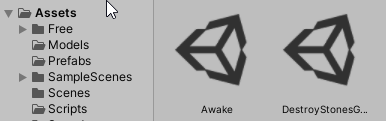 Assets
Free
Models
Prefabs
SampleScenes
Scenes
Scripts
Awake
DestroyStonesG...